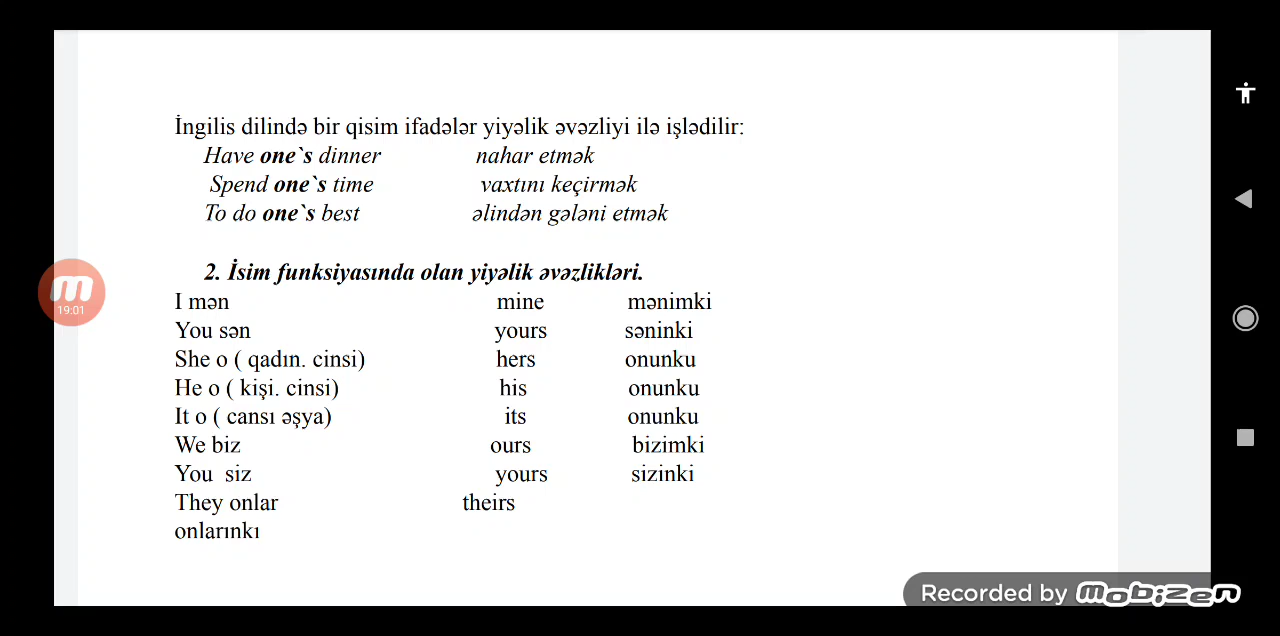 İngilis dilində bir qisim ifadələr yiyəlik əvəzliyi ilə işlədilir:
Have one`s dinner nahar etmək
Spend one`s time vaxtını keçirmək
To do one`s best əlindən gələni etmək
2. İsim funksiyasında olan yiyəlik əvəzlikləri.
I mən mine mənimki
You sən yours səninki
She o ( qadın. cinsi) hers onunku
He o ( kişi. cinsi) his onunku
It o ( cansı əşya) its onunku
We biz ours bizimki
You siz yours sizinki
They onlar theirs
onlarınkı
19:01
Recorded by mobizen